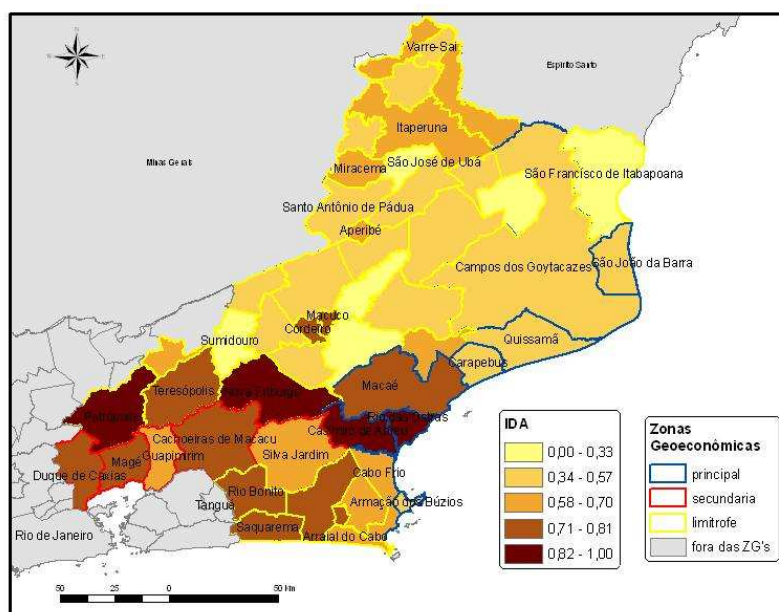 Varre-Sai
Espirito Santo
Itaperuna
Minas Gerais
São José de Ubá
Miracema
São Francisco de Itabapoana
Santo Antônio de Pádua
Aperibé
Campos dos Goytacazes
São João da Barra
Macuco
Cordeiro
Sumidouro
Quissamã
Carapebus
Macaé
Teresópolis
Nova Friburgo
Petrópolis
Rio das Ostras
Casimiro de Abreu
Cachoeiras de Macacu
Magé
Guapimirim
Silva Jardim
Duque de Caxias
Cabo Frio
Rio Bonito
Armação dos Búzios
Tanguá
Saquarema
Rio de Janeiro
Arraial do Cabo
IDA
0,00 - 0,33
0,34 - 0,57
0,58 - 0,70
0,71 - 0,81
0,82 - 1,00
Zonas
Geoeconômicas
principal
secundaria
limítrofe
fora das ZG's
50 25 0 50 Km